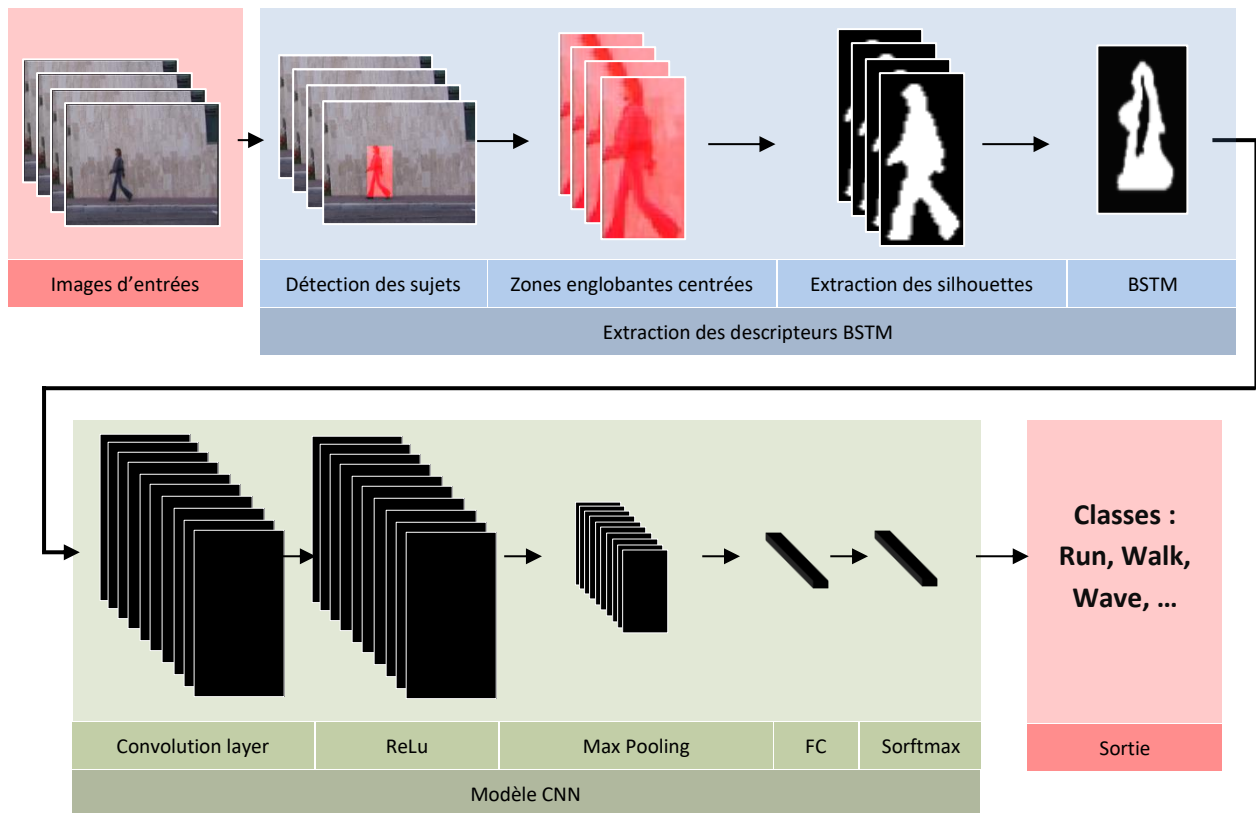 Images d’entrées
Détection des sujets
Zones englobantes centrées
Extraction des silhouettes
BSTM
Extraction des descripteurs BSTM
Convolution layer
ReLu
Max Pooling
FC
Sorftmax
Modèle CNN
Classes :
Run, Walk,
Wave, ...
Sortie